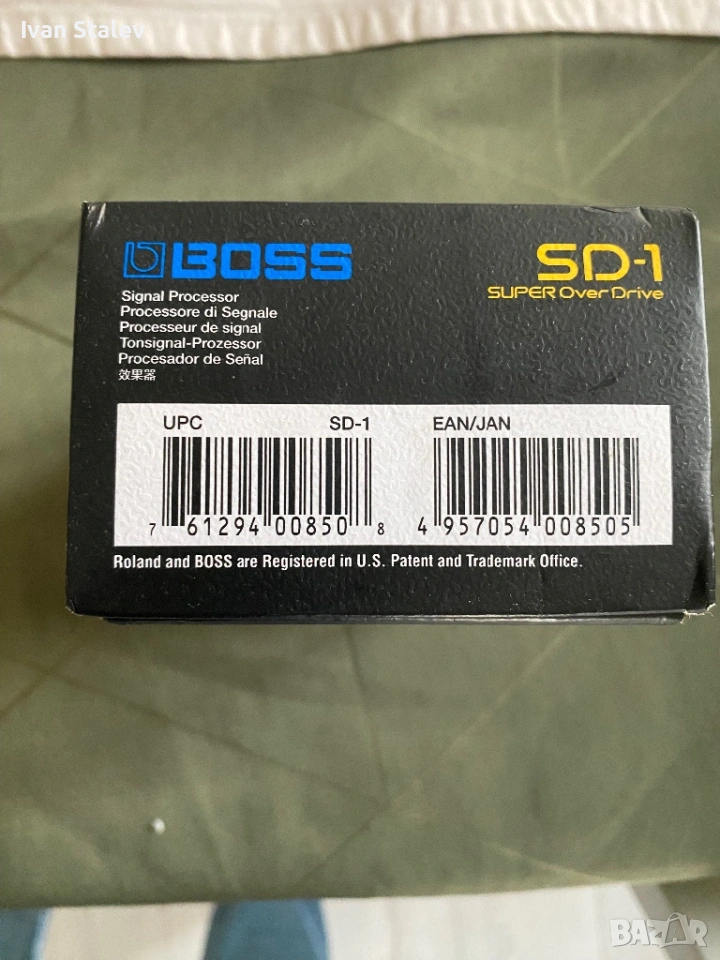 Ivan Stalev
BOSS
SD-1
SUPER Over Drive
Signal Processor
Processore di Segnale
Processeur de signal
Tonsignal-Prozessor
Procesador de Señal
効果器
UPC SD-1
7 61294 00850 8
EAN/JAN
4 957054 008505
Roland and BOSS are Registered in U.S. Patent and Trademark Office.
BAZAR